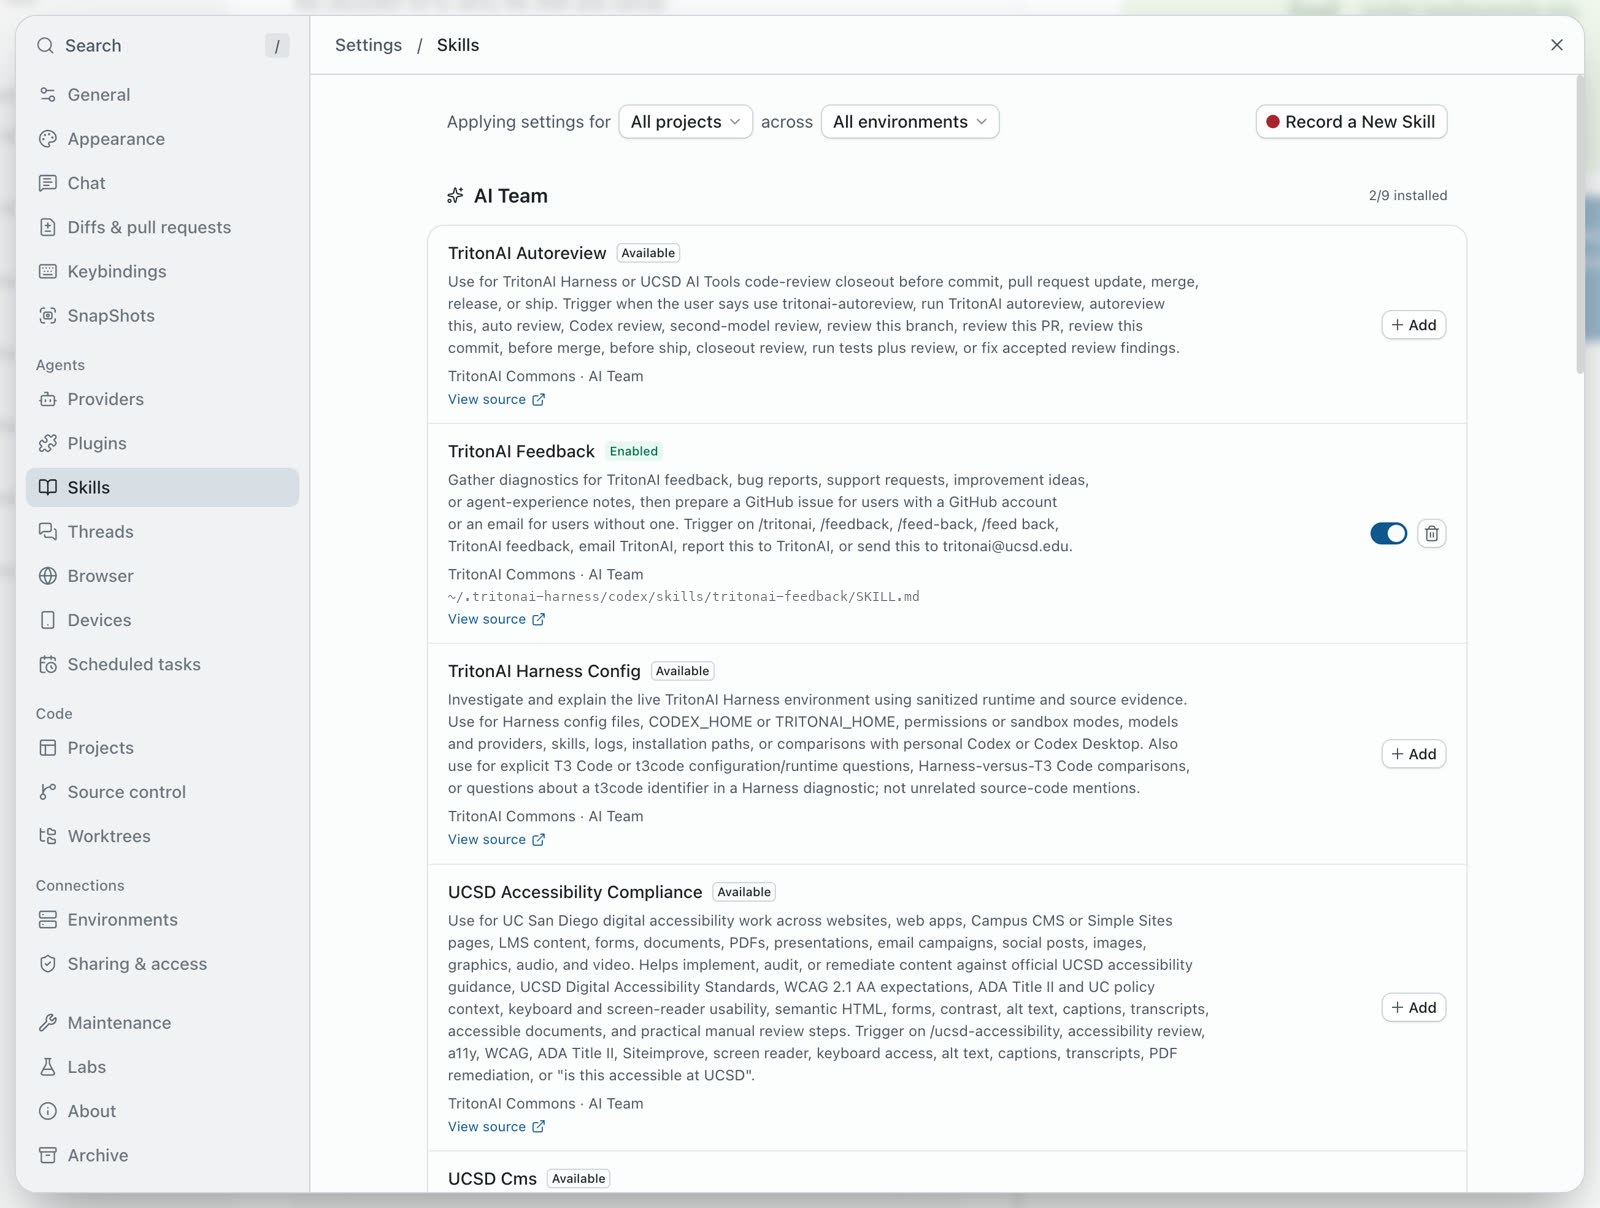 Search
/
General
Appearance
Chat
Diffs & pull requests
Keybindings
SnapShots
Agents
Providers
Plugins
Skills
Threads
Browser
Devices
Scheduled tasks
Code
Projects
Source control
Worktrees
Connections
Environments
Sharing & access
Maintenance
Labs
About
Archive
Settings / Skills
Applying settings for All projects across All environments
Record a New Skill
AI Team
2/9 installed
TritonAI Autoreview Available
Use for TritonAI Harness or UCSD AI Tools code-review closeout before commit, pull request update, merge,
release, or ship. Trigger when the user says use tritonai-autoreview, run TritonAI autoreview, autoreview
this, auto review, Codex review, second-model review, review this branch, review this PR, review this
commit, before merge, before ship, closeout review, run tests plus review, or fix accepted review findings.
+ Add
TritonAI Commons · AI Team
View source
TritonAI Feedback Enabled
Gather diagnostics for TritonAI feedback, bug reports, support requests, improvement ideas,
or agent-experience notes, then prepare a GitHub issue for users with a GitHub account
or an email for users without one. Trigger on /tritonai, /feedback, /feed-back, /feed back,
TritonAI feedback, email TritonAI, report this to TritonAI, or send this to tritonai@ucsd.edu.
TritonAI Commons · AI Team
~/.tritonai-harness/codex/skills/tritonai-feedback/SKILL.md
View source
TritonAI Harness Config Available
Investigate and explain the live TritonAI Harness environment using sanitized runtime and source evidence.
Use for Harness config files, CODEX_HOME or TRITONAI_HOME, permissions or sandbox modes, models
and providers, skills, logs, installation paths, or comparisons with personal Codex or Codex Desktop. Also
use for explicit T3 Code or t3code configuration/runtime questions, Harness-versus-T3 Code comparisons,
or questions about a t3code identifier in a Harness diagnostic; not unrelated source-code mentions.
+ Add
TritonAI Commons · AI Team
View source
UCSD Accessibility Compliance Available
Use for UC San Diego digital accessibility work across websites, web apps, Campus CMS or Simple Sites
pages, LMS content, forms, documents, PDFs, presentations, email campaigns, social posts, images,
graphics, audio, and video. Helps implement, audit, or remediate content against official UCSD accessibility
guidance, UCSD Digital Accessibility Standards, WCAG 2.1 AA expectations, ADA Title II and UC policy
context, keyboard and screen-reader usability, semantic HTML, forms, contrast, alt text, captions, transcripts,
accessible documents, and practical manual review steps. Trigger on /ucsd-accessibility, accessibility review,
a11y, WCAG, ADA Title II, Siteimprove, screen reader, keyboard access, alt text, captions, transcripts, PDF
remediation, or "is this accessible at UCSD".
+ Add
TritonAI Commons · AI Team
View source
UCSD Cms Available